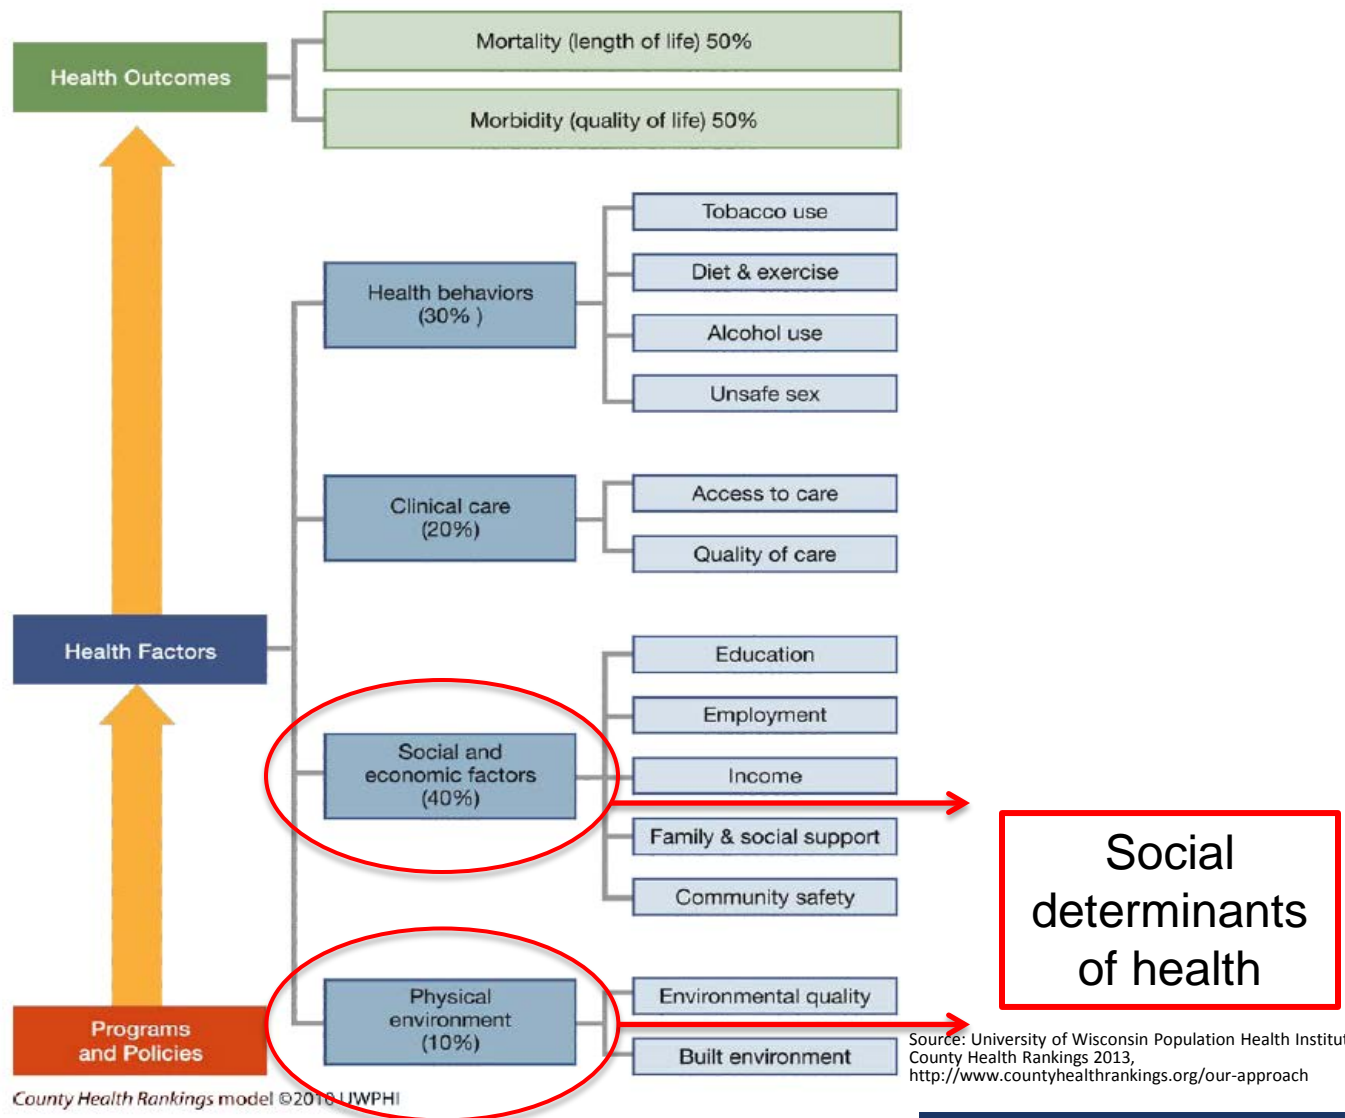 Health Outcomes
Mortality (length of life) 50%
Morbidity (quality of life) 50%
Health Factors
Health behaviors
(30% )
Tobacco use
Diet & exercise
Alcohol use
Unsafe sex
Clinical care
(20%)
Access to care
Quality of care
Social and
economic factors
(40%)
Education
Employment
Income
Family & social support
Community safety
Physical
environment
(10%)
Environmental quality
Built environment
Programs
and Policies
Social
determinants
of health
County Health Rankings model ©2010 UWPHI
Source: University of Wisconsin Population Health Institut
County Health Rankings 2013,
http://www.countyhealthrankings.org/our-approach